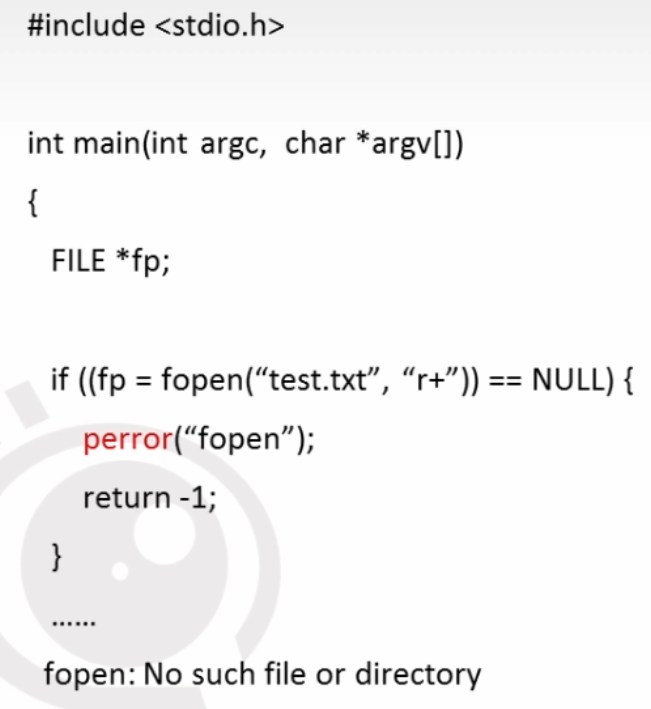 #include <stdio.h>
int main(int argc, char *argv[])
{
FILE *fp;
if ((fp = fopen(“test.txt”, “r+”)) == NULL) {
perror(“fopen”);
return -1;
}
......
fopen: No such file or directory